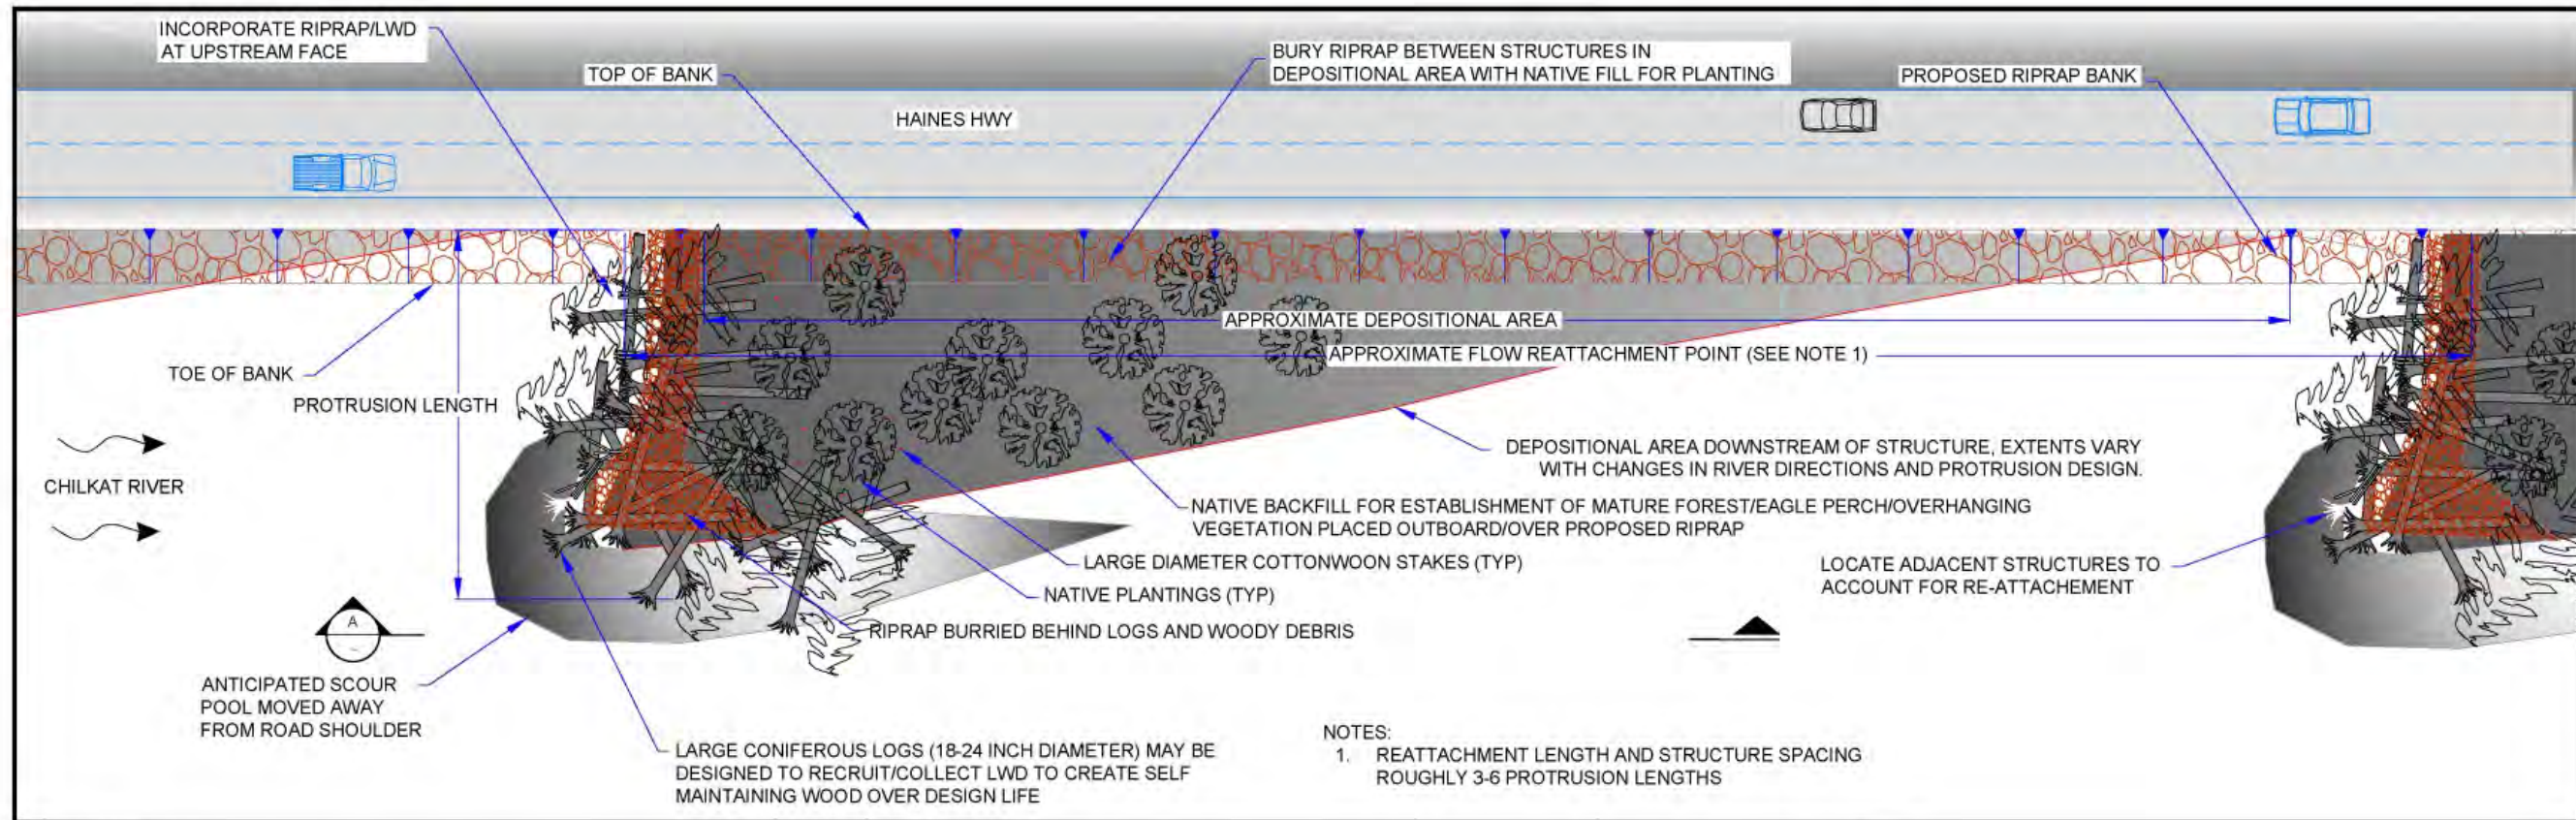 INCORPORATE RIPRAP/LWD
AT UPSTREAM FACE
TOP OF BANK
BURY RIPRAP BETWEEN STRUCTURES IN
DEPOSITIONAL AREA WITH NATIVE FILL FOR PLANTING
PROPOSED RIPRAP BANK
HAINES HWY
APPROXIMATE DEPOSITIONAL AREA
APPROXIMATE FLOW REATTACHMENT POINT (SEE NOTE 1)
TOE OF BANK
PROTRUSION LENGTH
CHILKAT RIVER
DEPOSITIONAL AREA DOWNSTREAM OF STRUCTURE, EXTENTS VARY
WITH CHANGES IN RIVER DIRECTIONS AND PROTRUSION DESIGN.
NATIVE BACKFILL FOR ESTABLISHMENT OF MATURE FOREST/EAGLE PERCH/OVERHANGING
VEGETATION PLACED OUTBOARD/OVER PROPOSED RIPRAP
LARGE DIAMETER COTTONWOON STAKES (TYP)
LOCATE ADJACENT STRUCTURES TO
ACCOUNT FOR RE-ATTACHEMENT
NATIVE PLANTINGS (TYP)
A
RIPRAP BURRIED BEHIND LOGS AND WOODY DEBRIS
ANTICIPATED SCOUR
POOL MOVED AWAY
FROM ROAD SHOULDER
LARGE CONIFEROUS LOGS (18-24 INCH DIAMETER) MAY BE
DESIGNED TO RECRUIT/COLLECT LWD TO CREATE SELF
MAINTAINING WOOD OVER DESIGN LIFE
NOTES:
1. REATTACHMENT LENGTH AND STRUCTURE SPACING
ROUGHLY 3-6 PROTRUSION LENGTHS